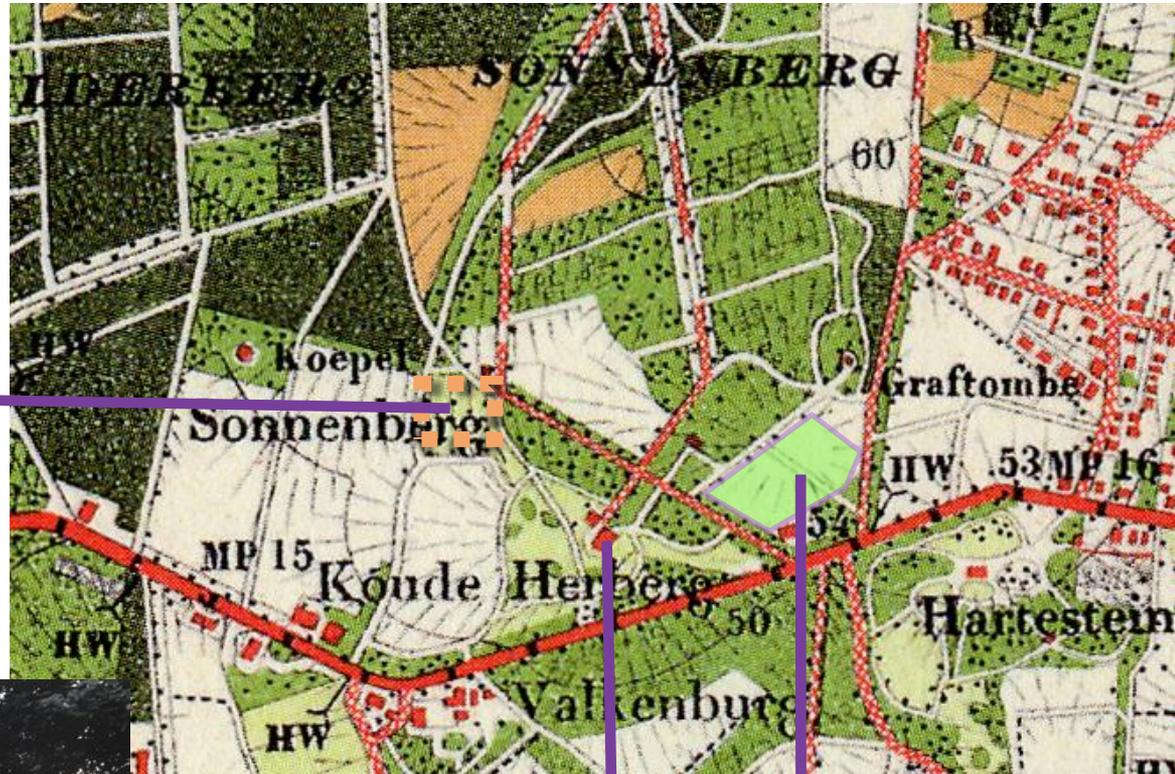 LDERBERG
SONNENBERG
R
60
HW
Koepel
Graftombe
Sonnenberg
HW
.53 MP 16
54
MP 15
Koude Herberg
50
Hartestein
HW
Valkenburg
HW